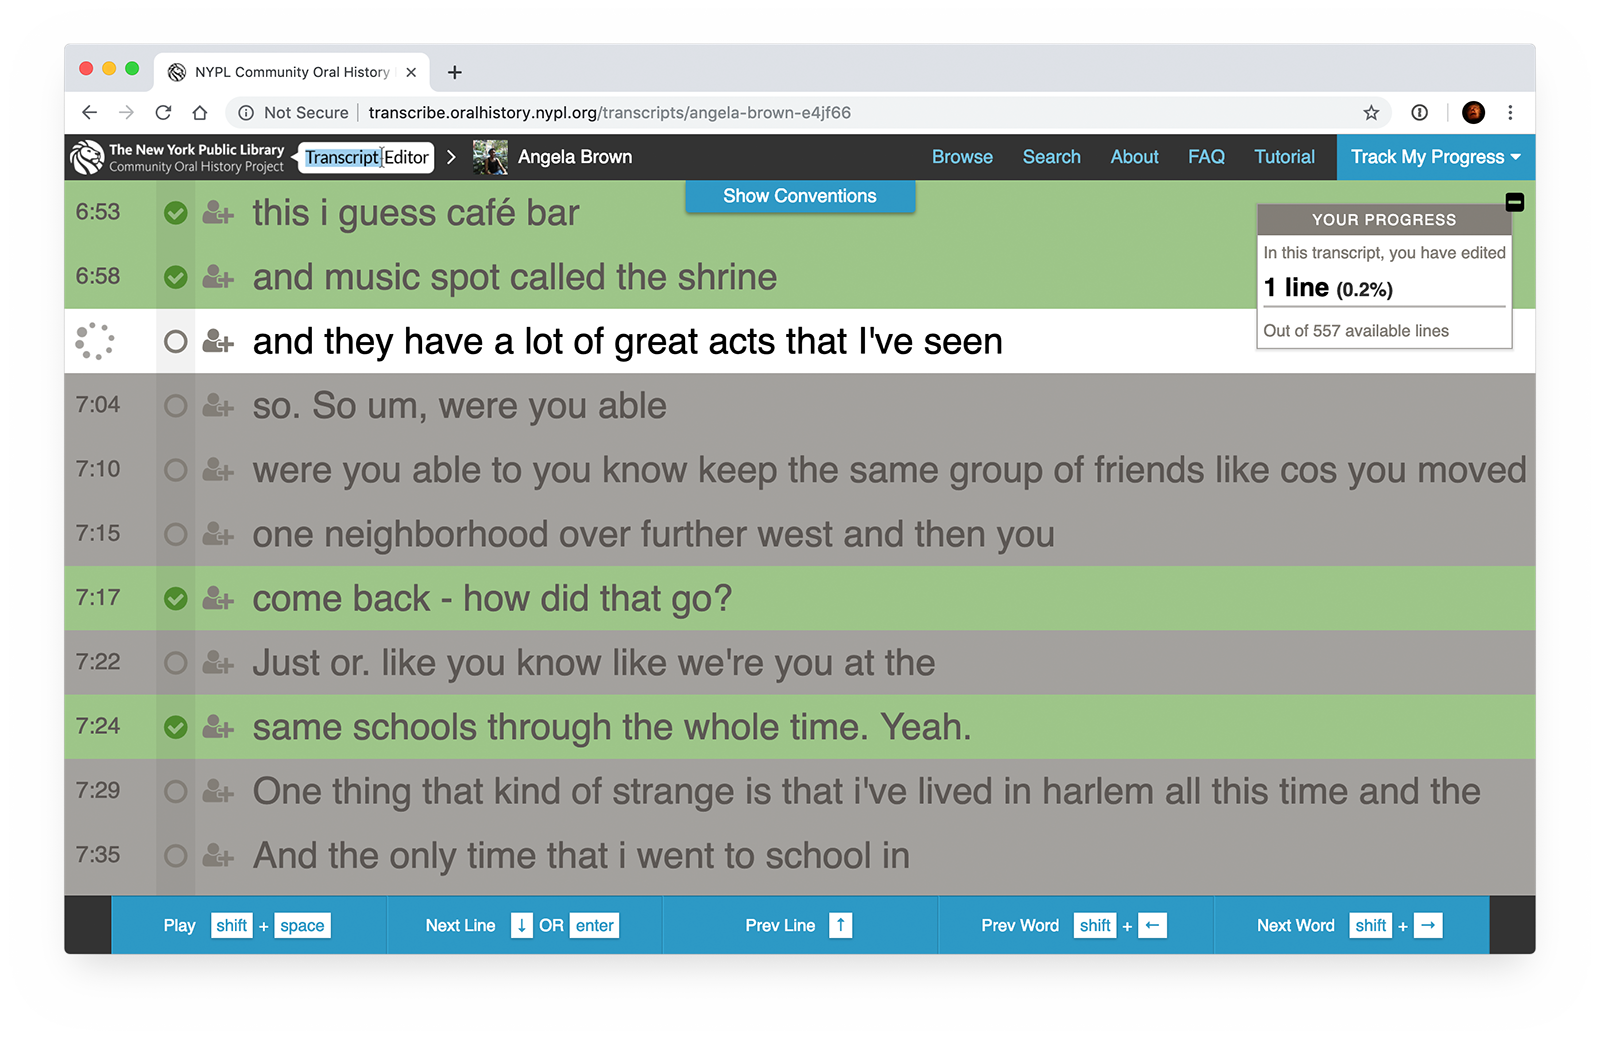 NYPL Community Oral History
Not Secure | transcribe.oralhistory.nypl.org/transcripts/angela-brown-e4jf66
The New York Public Library
Community Oral History Project
Transcript Editor
Angela Brown
Browse
Search
About
FAQ
Tutorial
Track My Progress
Show Conventions
YOUR PROGRESS
In this transcript, you have edited
1 line (0.2%)
Out of 557 available lines
6:53 this i guess café bar
6:58 and music spot called the shrine
and they have a lot of great acts that I've seen
7:04 so. So um, were you able
7:10 were you able to you know keep the same group of friends like cos you moved
7:15 one neighborhood over further west and then you
7:17 come back - how did that go?
7:22 Just or. like you know like we're you at the
7:24 same schools through the whole time. Yeah.
7:29 One thing that kind of strange is that i've lived in harlem all this time and the
7:35 And the only time that i went to school in
Play shift + space
Next Line ↓ OR enter
Prev Line ↑
Prev Word shift + ←
Next Word shift + →